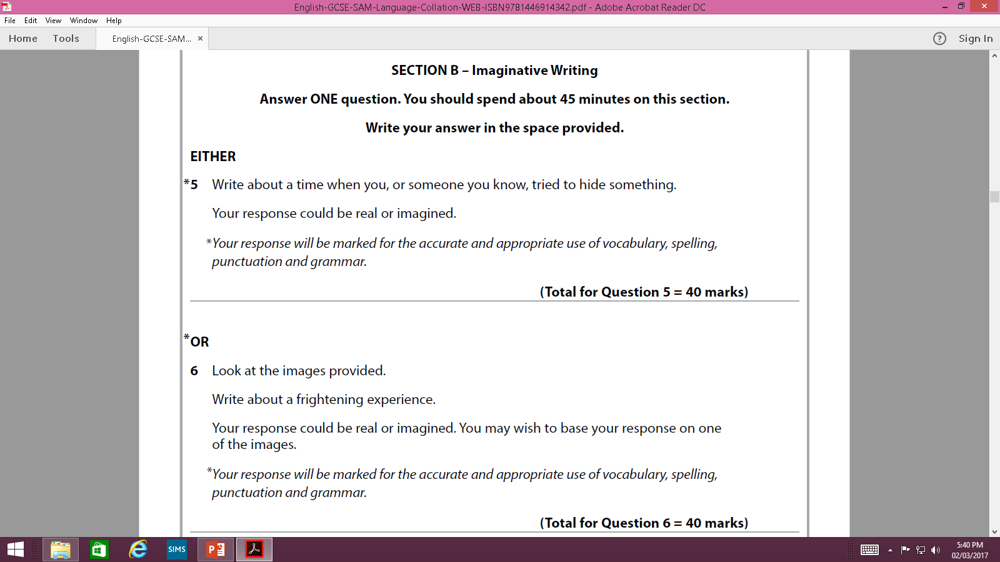 English-GCSE-SAM-Language-Collation-WEB-ISBN9781446914342.pdf - Adobe Acrobat Reader DC
File Edit View Window Help
Home Tools English-GCSE-SAM... × ? Sign In
SECTION B – Imaginative Writing
Answer ONE question. You should spend about 45 minutes on this section.
Write your answer in the space provided.
EITHER
*5 Write about a time when you, or someone you know, tried to hide something.
Your response could be real or imagined.
*Your response will be marked for the accurate and appropriate use of vocabulary, spelling,
punctuation and grammar.
(Total for Question 5 = 40 marks)
*OR
6 Look at the images provided.
Write about a frightening experience.
Your response could be real or imagined. You may wish to base your response on one
of the images.
*Your response will be marked for the accurate and appropriate use of vocabulary, spelling,
punctuation and grammar.
(Total for Question 6 = 40 marks)
SIMS
5:40 PM
02/03/2017